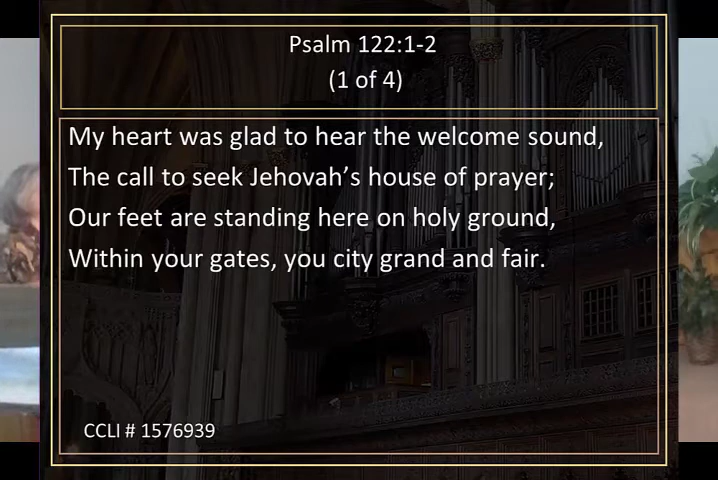 Psalm 122:1-2
(1 of 4)
My heart was glad to hear the welcome sound,
The call to seek Jehovah’s house of prayer;
Our feet are standing here on holy ground,
Within your gates, you city grand and fair.
CCLI # 1576939